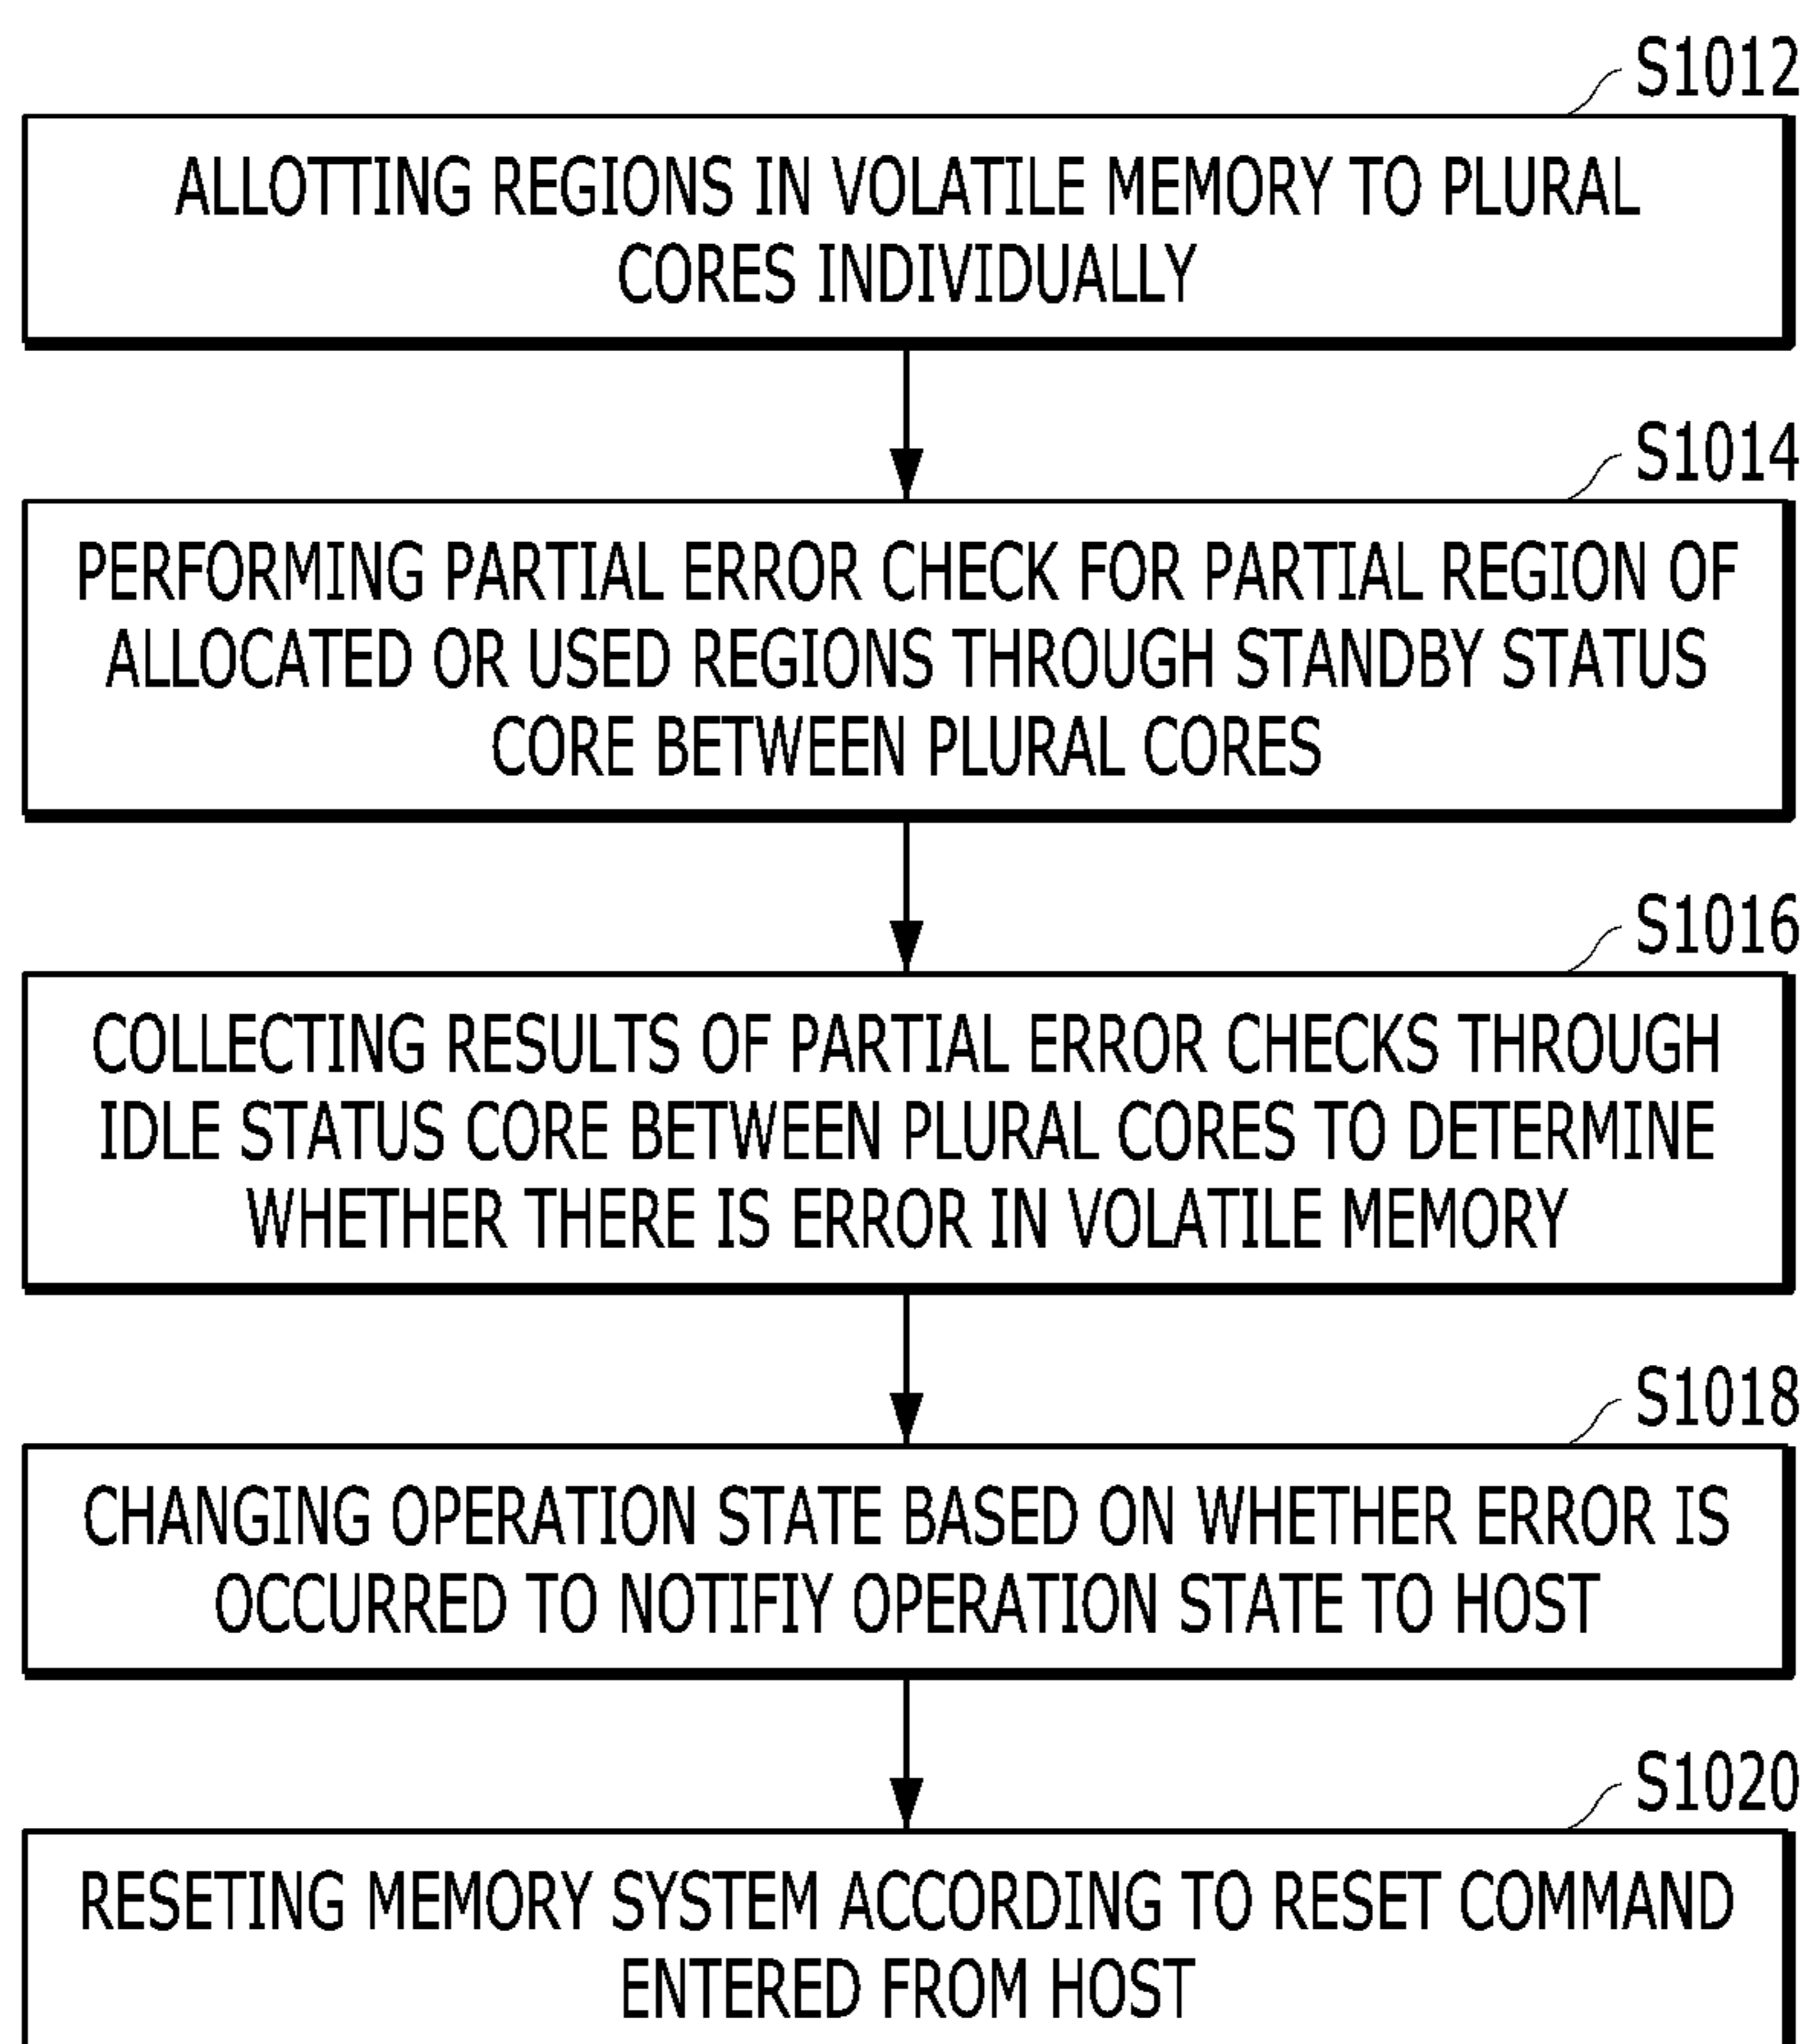 S1012
ALLOTTING REGIONS IN VOLATILE MEMORY TO PLURAL
CORES INDIVIDUALLY
S1014
PERFORMING PARTIAL ERROR CHECK FOR PARTIAL REGION OF
ALLOCATED OR USED REGIONS THROUGH STANDBY STATUS
CORE BETWEEN PLURAL CORES
S1016
COLLECTING RESULTS OF PARTIAL ERROR CHECKS THROUGH
IDLE STATUS CORE BETWEEN PLURAL CORES TO DETERMINE
WHETHER THERE IS ERROR IN VOLATILE MEMORY
S1018
CHANGING OPERATION STATE BASED ON WHETHER ERROR IS
OCCURRED TO NOTIFIY OPERATION STATE TO HOST
S1020
RESETING MEMORY SYSTEM ACCORDING TO RESET COMMAND
ENTERED FROM HOST